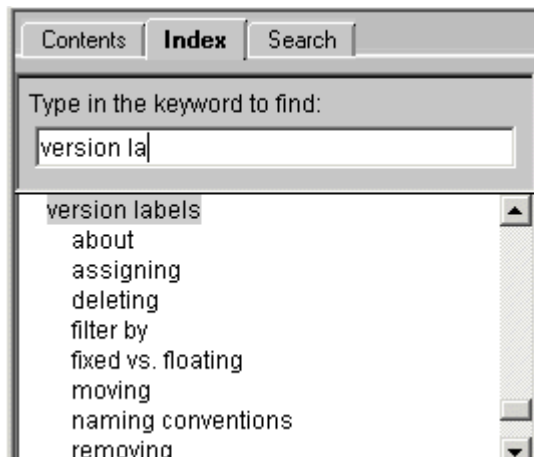 Contents Index Search
Type in the keyword to find:
version la
version labels
about
assigning
deleting
filter by
fixed vs. floating
moving
naming conventions
removing